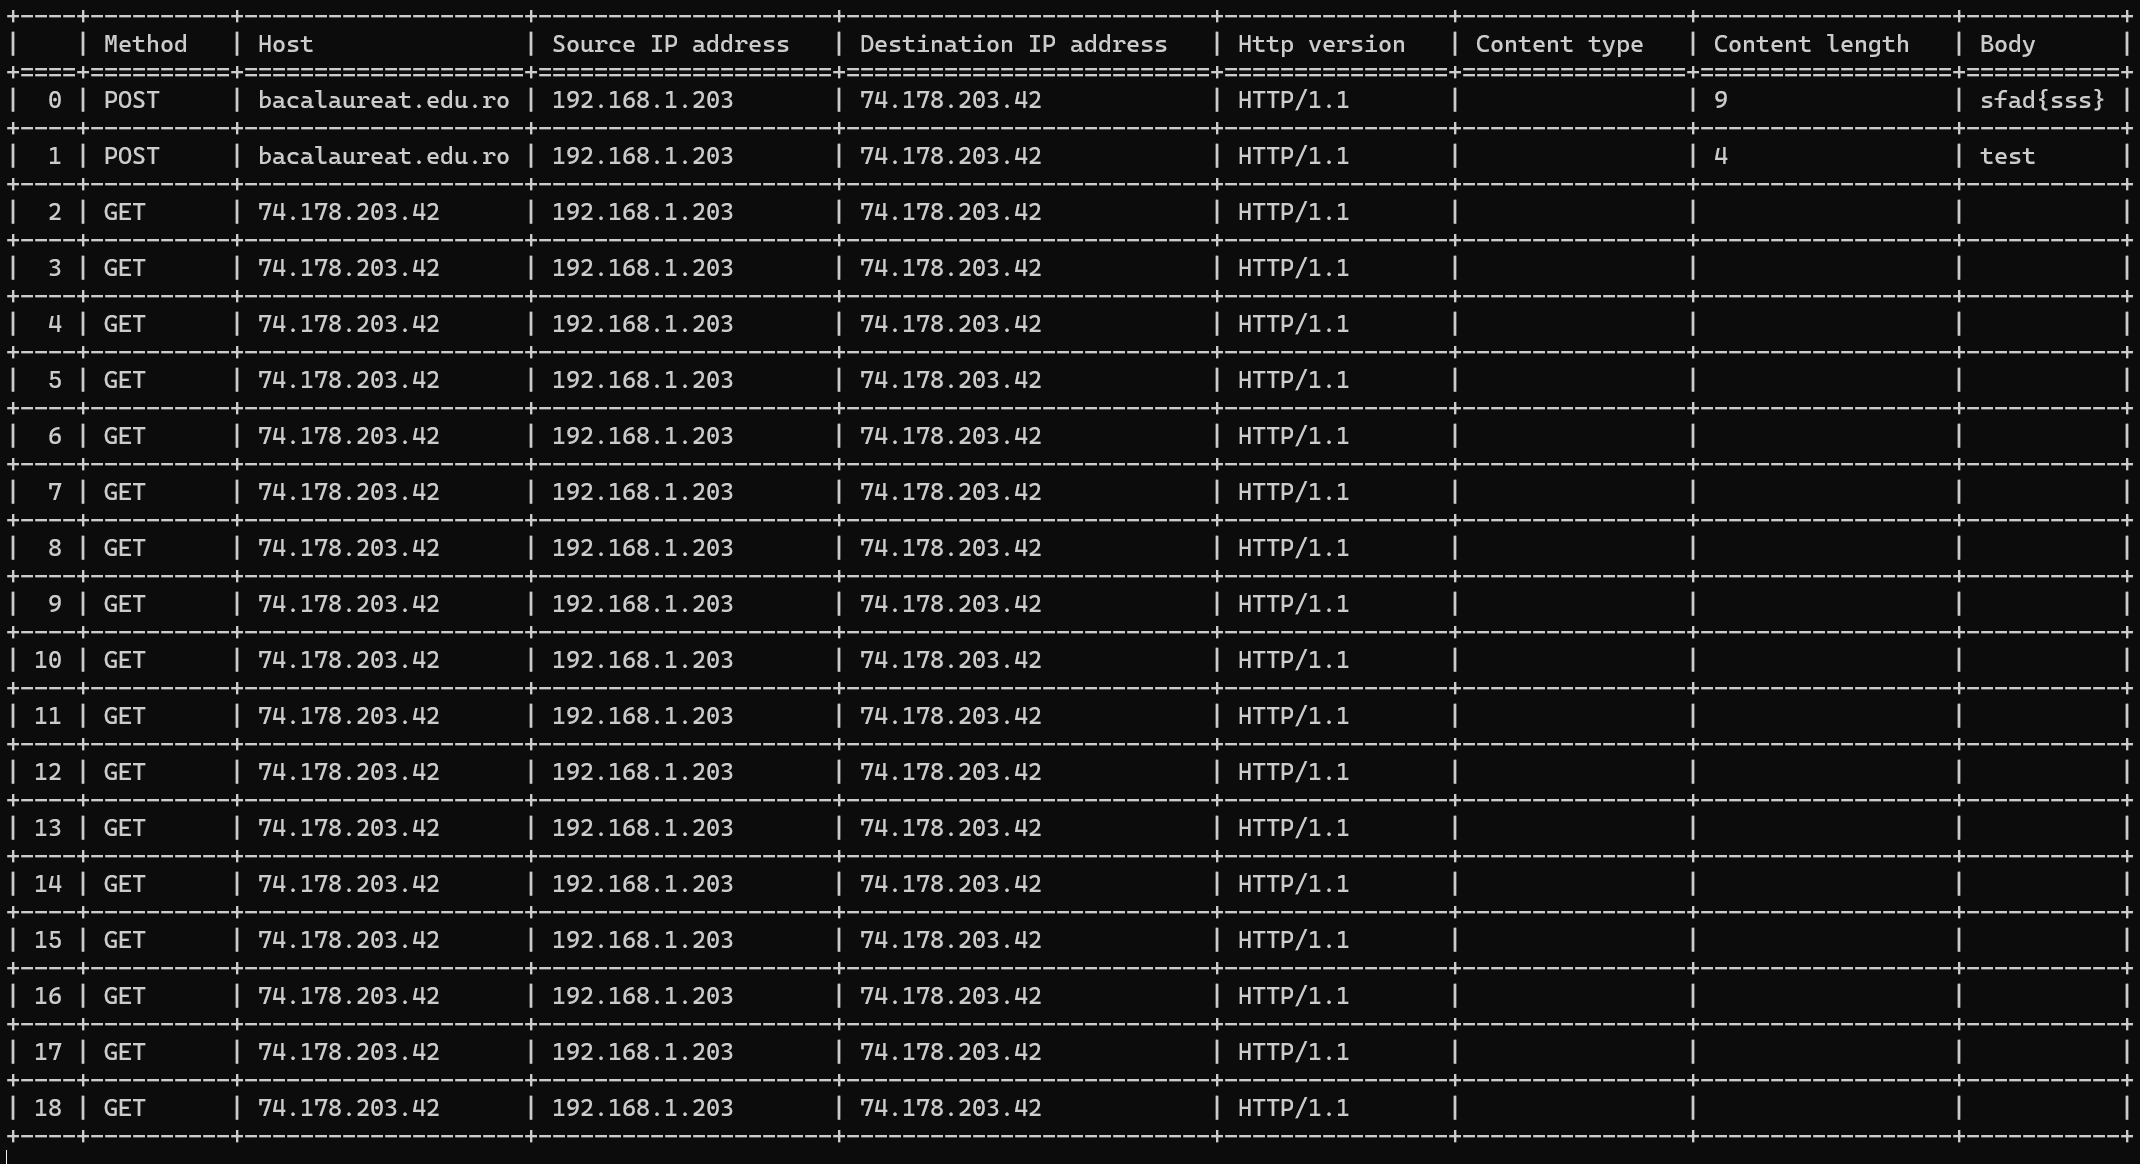 +----+----------+--------------------+---------------------+--------------------------+----------------+----------------+------------------+-----------+
|    | Method   | Host               | Source IP address   | Destination IP address   | Http version   | Content type   | Content length   | Body      |
+====+==========+====================+=====================+==========================+================+================+==================+===========+
|  0 | POST     | bacalaureat.edu.ro | 192.168.1.203       | 74.178.203.42            | HTTP/1.1       |                | 9                | sfad{sss} |
+----+----------+--------------------+---------------------+--------------------------+----------------+----------------+------------------+-----------+
|  1 | POST     | bacalaureat.edu.ro | 192.168.1.203       | 74.178.203.42            | HTTP/1.1       |                | 4                | test      |
+----+----------+--------------------+---------------------+--------------------------+----------------+----------------+------------------+-----------+
|  2 | GET      | 74.178.203.42      | 192.168.1.203       | 74.178.203.42            | HTTP/1.1       |                |                  |           |
+----+----------+--------------------+---------------------+--------------------------+----------------+----------------+------------------+-----------+
|  3 | GET      | 74.178.203.42      | 192.168.1.203       | 74.178.203.42            | HTTP/1.1       |                |                  |           |
+----+----------+--------------------+---------------------+--------------------------+----------------+----------------+------------------+-----------+
|  4 | GET      | 74.178.203.42      | 192.168.1.203       | 74.178.203.42            | HTTP/1.1       |                |                  |           |
+----+----------+--------------------+---------------------+--------------------------+----------------+----------------+------------------+-----------+
|  5 | GET      | 74.178.203.42      | 192.168.1.203       | 74.178.203.42            | HTTP/1.1       |                |                  |           |
+----+----------+--------------------+---------------------+--------------------------+----------------+----------------+------------------+-----------+
|  6 | GET      | 74.178.203.42      | 192.168.1.203       | 74.178.203.42            | HTTP/1.1       |                |                  |           |
+----+----------+--------------------+---------------------+--------------------------+----------------+----------------+------------------+-----------+
|  7 | GET      | 74.178.203.42      | 192.168.1.203       | 74.178.203.42            | HTTP/1.1       |                |                  |           |
+----+----------+--------------------+---------------------+--------------------------+----------------+----------------+------------------+-----------+
|  8 | GET      | 74.178.203.42      | 192.168.1.203       | 74.178.203.42            | HTTP/1.1       |                |                  |           |
+----+----------+--------------------+---------------------+--------------------------+----------------+----------------+------------------+-----------+
|  9 | GET      | 74.178.203.42      | 192.168.1.203       | 74.178.203.42            | HTTP/1.1       |                |                  |           |
+----+----------+--------------------+---------------------+--------------------------+----------------+----------------+------------------+-----------+
| 10 | GET      | 74.178.203.42      | 192.168.1.203       | 74.178.203.42            | HTTP/1.1       |                |                  |           |
+----+----------+--------------------+---------------------+--------------------------+----------------+----------------+------------------+-----------+
| 11 | GET      | 74.178.203.42      | 192.168.1.203       | 74.178.203.42            | HTTP/1.1       |                |                  |           |
+----+----------+--------------------+---------------------+--------------------------+----------------+----------------+------------------+-----------+
| 12 | GET      | 74.178.203.42      | 192.168.1.203       | 74.178.203.42            | HTTP/1.1       |                |                  |           |
+----+----------+--------------------+---------------------+--------------------------+----------------+----------------+------------------+-----------+
| 13 | GET      | 74.178.203.42      | 192.168.1.203       | 74.178.203.42            | HTTP/1.1       |                |                  |           |
+----+----------+--------------------+---------------------+--------------------------+----------------+----------------+------------------+-----------+
| 14 | GET      | 74.178.203.42      | 192.168.1.203       | 74.178.203.42            | HTTP/1.1       |                |                  |           |
+----+----------+--------------------+---------------------+--------------------------+----------------+----------------+------------------+-----------+
| 15 | GET      | 74.178.203.42      | 192.168.1.203       | 74.178.203.42            | HTTP/1.1       |                |                  |           |
+----+----------+--------------------+---------------------+--------------------------+----------------+----------------+------------------+-----------+
| 16 | GET      | 74.178.203.42      | 192.168.1.203       | 74.178.203.42            | HTTP/1.1       |                |                  |           |
+----+----------+--------------------+---------------------+--------------------------+----------------+----------------+------------------+-----------+
| 17 | GET      | 74.178.203.42      | 192.168.1.203       | 74.178.203.42            | HTTP/1.1       |                |                  |           |
+----+----------+--------------------+---------------------+--------------------------+----------------+----------------+------------------+-----------+
| 18 | GET      | 74.178.203.42      | 192.168.1.203       | 74.178.203.42            | HTTP/1.1       |                |                  |           |
+----+----------+--------------------+---------------------+--------------------------+----------------+----------------+------------------+-----------+